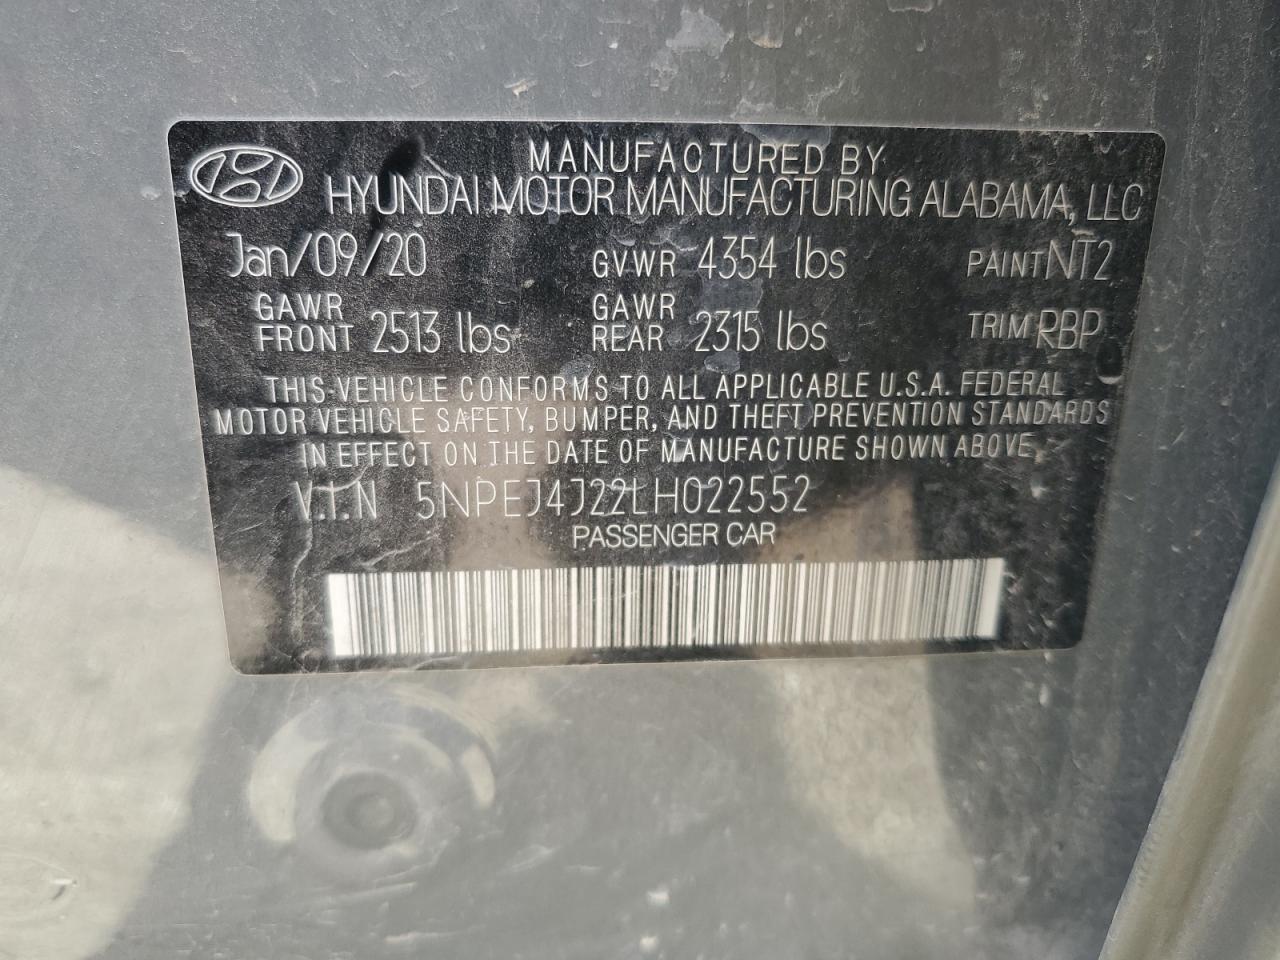 MANUFACTURED BY
HYUNDAI MOTOR MANUFACTURING ALABAMA, LLC
Jan/09/20 GVWR 4354 lbs PAINT NT2
GAWR FRONT 2513 lbs GAWR REAR 2315 lbs TRIM RBP
THIS VEHICLE CONFORMS TO ALL APPLICABLE U.S.A. FEDERAL
MOTOR VEHICLE SAFETY, BUMPER, AND THEFT PREVENTION STANDARDS
IN EFFECT ON THE DATE OF MANUFACTURE SHOWN ABOVE.
V.I.N 5NPEJ4J22LH022552
PASSENGER CAR